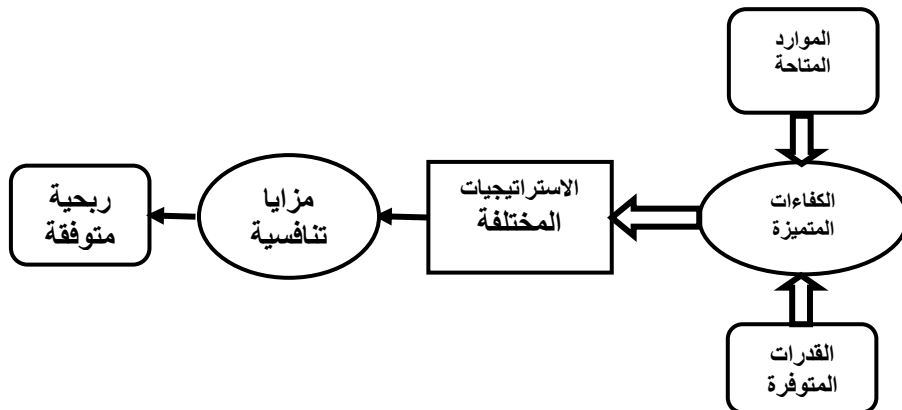 الموارد
المتاحة
الكفاءات
المتميزة
القدرات
المتوفرة
الاستراتيجيات
المختلفة
مزايا
تنافسية
ربحية
متوفقة